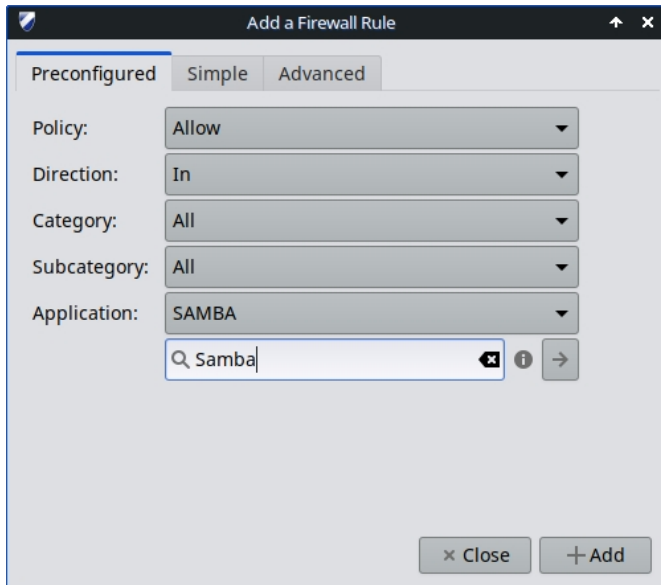 Add a Firewall Rule
Preconfigured Simple Advanced
Policy: Allow
Direction: In
Category: All
Subcategory: All
Application: SAMBA
Samba
Close Add